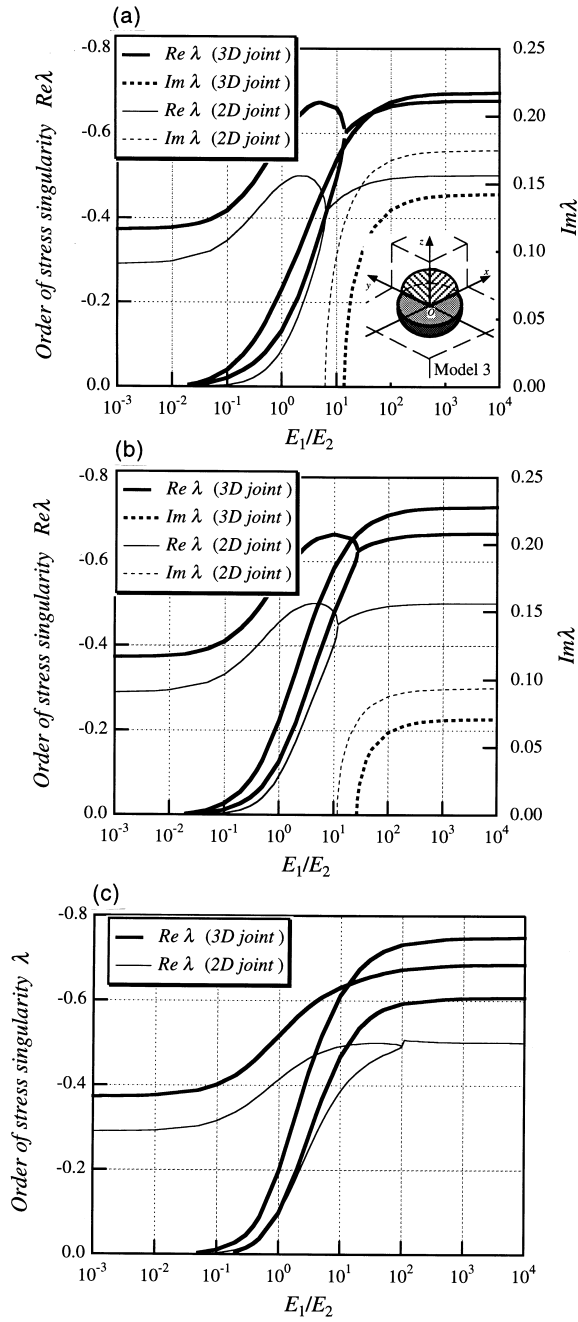 (a)
-0.8
-0.6
-0.4
-0.2
0.0
Order of stress singularity Reλ
Re λ (3D joint)
Im λ (3D joint)
Re λ (2D joint)
Im λ (2D joint)
0.25
0.20
0.15
0.10
0.05
0.00
Imλ
z
y
x
O
Model 3
10⁻³ 10⁻² 10⁻¹ 10⁰ 10¹ 10² 10³ 10⁴
E₁/E₂
(b)
-0.8
-0.6
-0.4
-0.2
0.0
Order of stress singularity Reλ
Re λ (3D joint)
Im λ (3D joint)
Re λ (2D joint)
Im λ (2D joint)
0.25
0.20
0.15
0.10
0.05
0.00
Imλ
10⁻³ 10⁻² 10⁻¹ 10⁰ 10¹ 10² 10³ 10⁴
E₁/E₂
(c)
-0.8
-0.6
-0.4
-0.2
0.0
Order of stress singularity λ
Re λ (3D joint)
Re λ (2D joint)
10⁻³ 10⁻² 10⁻¹ 10⁰ 10¹ 10² 10³ 10⁴
E₁/E₂